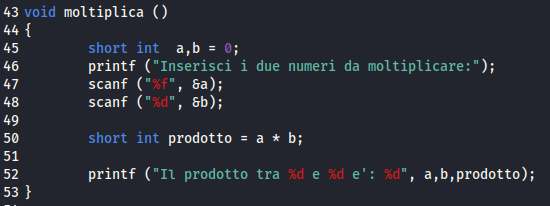 43 void moltiplica ()
44 {
45 short int  a,b = 0;
46 printf ("Inserisci i due numeri da moltiplicare:");
47 scanf ("%f", &a);
48 scanf ("%d", &b);
49
50 short int prodotto = a * b;
51
52 printf ("Il prodotto tra %d e %d e': %d", a,b,prodotto);
53 }